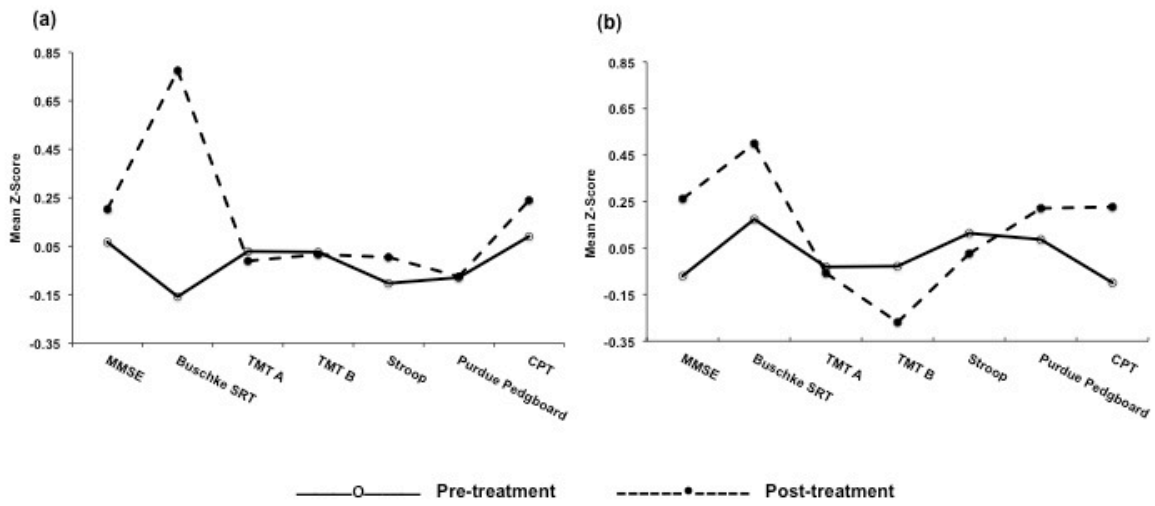 (a)
0.85
0.65
0.45
0.25
0.05
-0.15
-0.35
Mean Z-Score
MMSE
Buschke SRT
TMT A
TMT B
Stroop
Purdue Pedgboard
CPT
(b)
0.85
0.65
0.45
0.25
0.05
-0.15
-0.35
Mean Z-Score
MMSE
Buschke SRT
TMT A
TMT B
Stroop
Purdue Pedgboard
CPT
Pre-treatment
Post-treatment